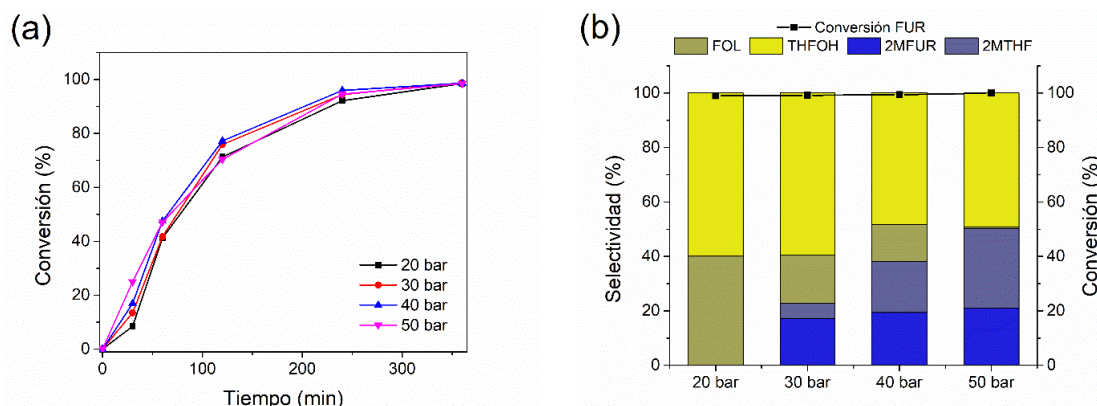 (a)
Conversión (%)
100
80
60
40
20
0
20 bar
30 bar
40 bar
50 bar
0 100 200 300
Tiempo (min)
(b)
Conversión FUR
FOL THFOH 2MFUR 2MTHF
Selectividad (%)
100
80
60
40
20
0
100
80
60
40
20
0
Conversión (%)
20 bar 30 bar 40 bar 50 bar